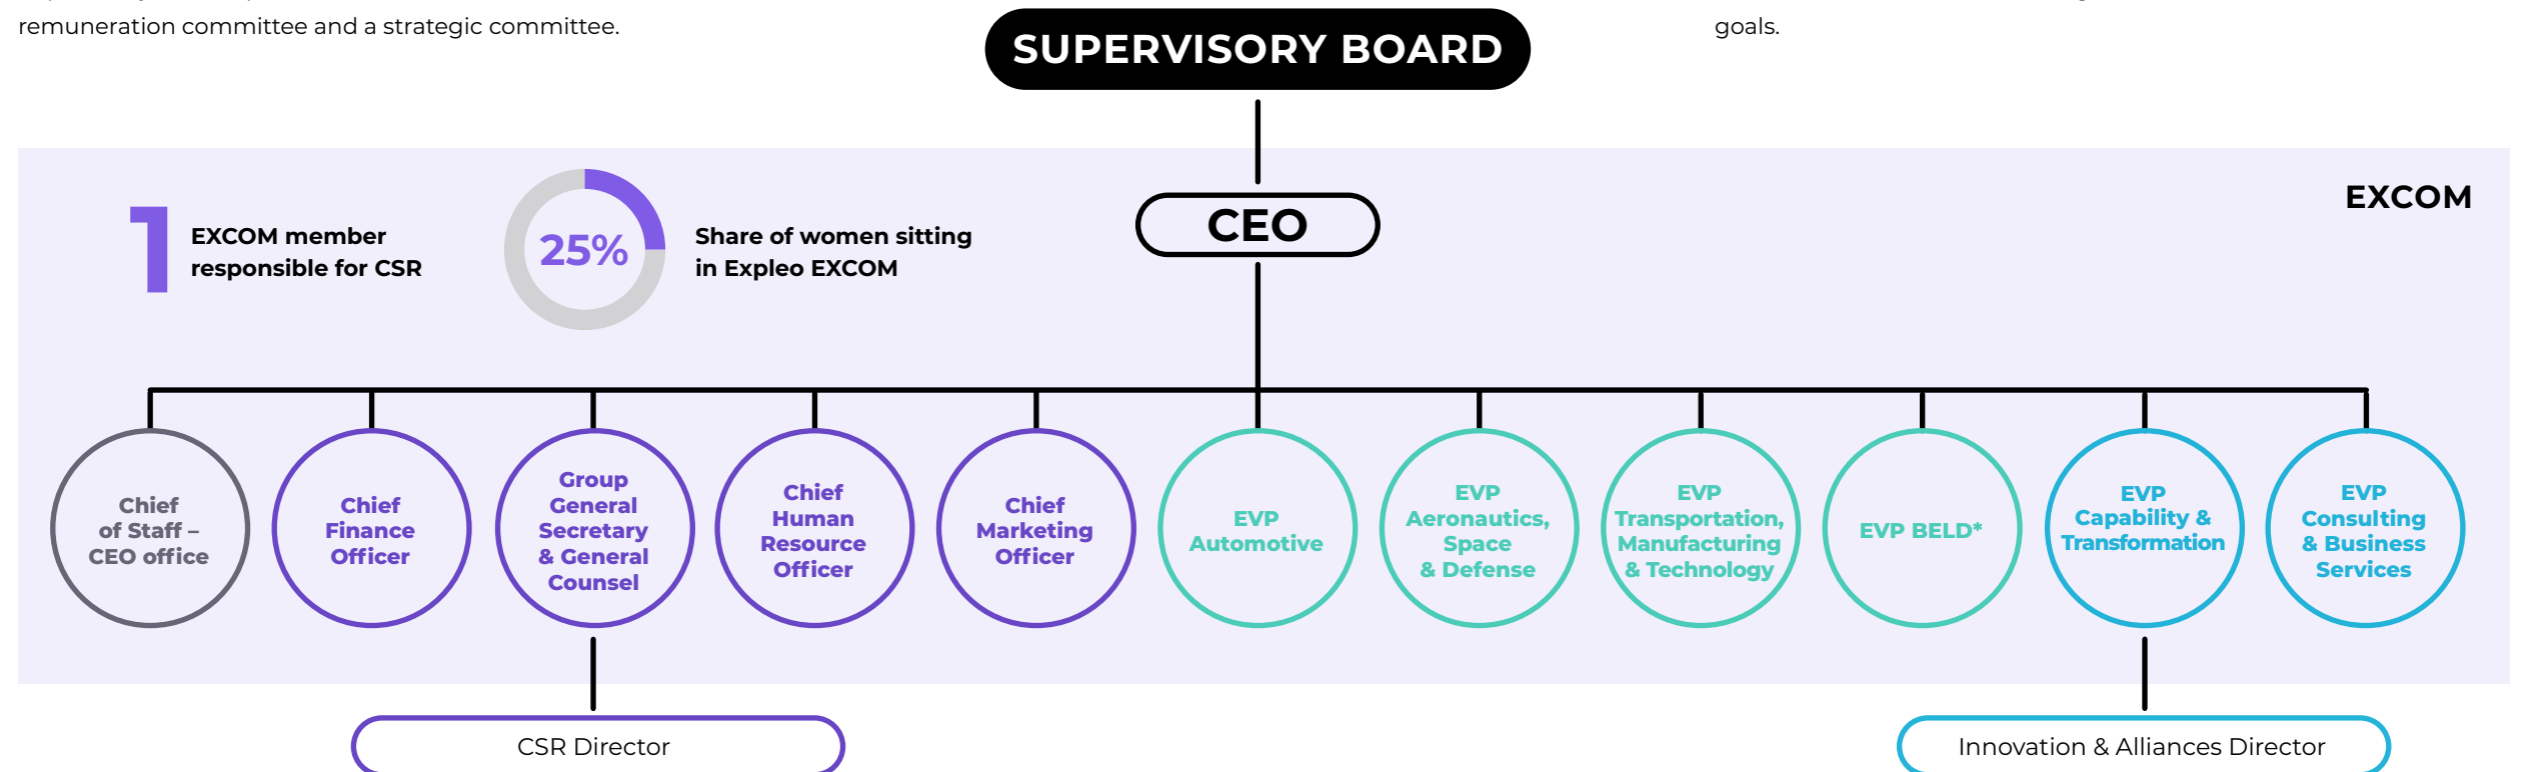 remuneration committee and a strategic committee.
goals.
SUPERVISORY BOARD
EXCOM
CEO
1
EXCOM member
responsible for CSR
25%
Share of women sitting
in Expleo EXCOM
Chief
of Staff –
CEO office
Chief
Finance
Officer
Group
General
Secretary
& General
Counsel
Chief
Human
Resource
Officer
Chief
Marketing
Officer
EVP
Automotive
EVP
Aeronautics,
Space
& Defense
EVP
Transportation,
Manufacturing
& Technology
EVP BELD*
EVP
Capability &
Transformation
EVP
Consulting
& Business
Services
CSR Director
Innovation & Alliances Director